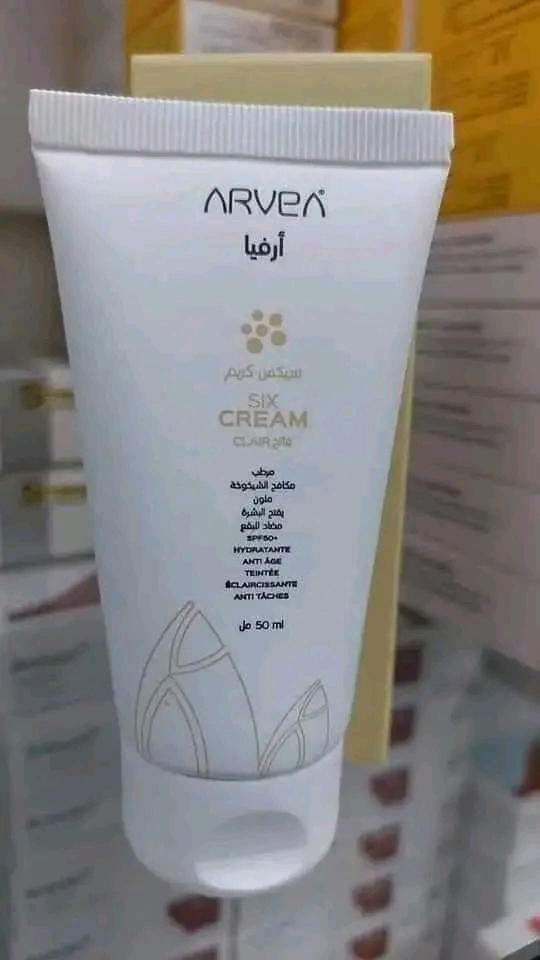 ARVEA®
أرفيا
سيكس كريم
SIX
CREAM
CLAIR فاتح
مرطب
مكافح الشيخوخة
ملون
يفتح البشرة
مضاد للبقع
SPF50+
HYDRATANTE
ANTI ÂGE
TEINTÉE
ÉCLAIRCISSANTE
ANTI TÂCHES
50 ml مل